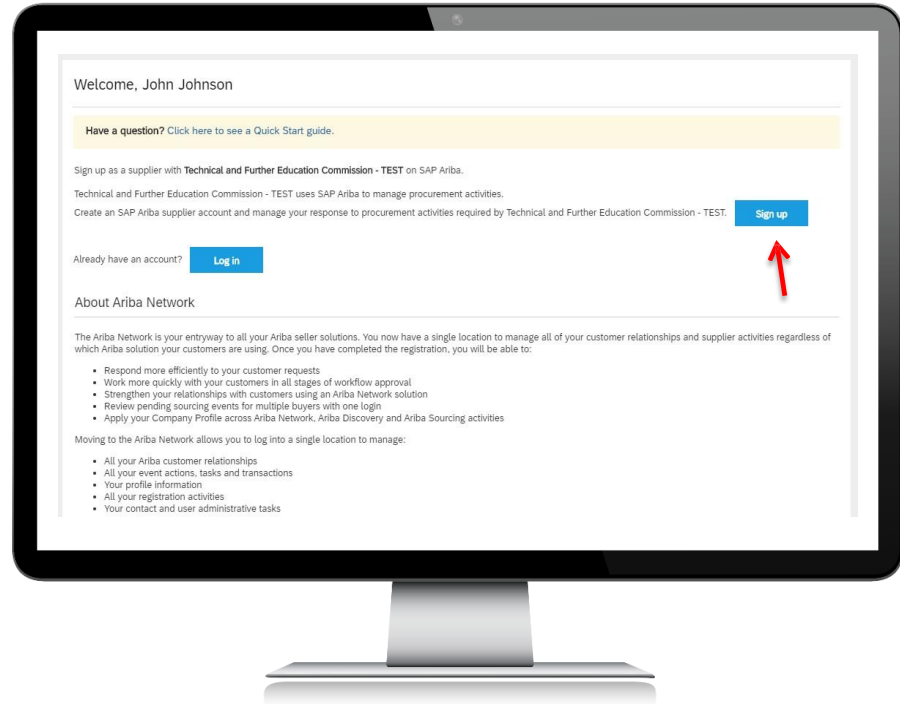 Welcome, John Johnson
Have a question? Click here to see a Quick Start guide.
Sign up as a supplier with Technical and Further Education Commission - TEST on SAP Ariba.
Technical and Further Education Commission - TEST uses SAP Ariba to manage procurement activities.
Create an SAP Ariba supplier account and manage your response to procurement activities required by Technical and Further Education Commission - TEST. Sign up
Already have an account? Log in
About Ariba Network
The Ariba Network is your entryway to all your Ariba seller solutions. You now have a single location to manage all of your customer relationships and supplier activities regardless of
which Ariba solution your customers are using. Once you have completed the registration, you will be able to:
• Respond more efficiently to your customer requests
• Work more quickly with your customers in all stages of workflow approval
• Strengthen your relationships with customers using an Ariba Network solution
• Review pending sourcing events for multiple buyers with one login
• Apply your Company Profile across Ariba Network, Ariba Discovery and Ariba Sourcing activities
Moving to the Ariba Network allows you to log into a single location to manage:
• All your Ariba customer relationships
• All your event actions, tasks and transactions
• Your profile information
• All your registration activities
• Your contact and user administrative tasks